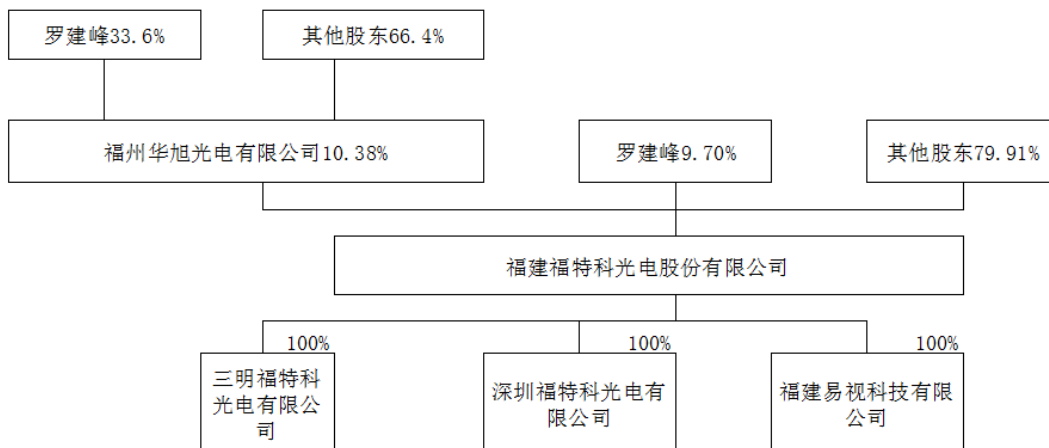 罗建峰33.6%
其他股东66.4%
福州华旭光电有限公司10.38%
罗建峰9.70%
其他股东79.91%
福建福特科光电股份有限公司
100%
100%
100%
三明福特科
光电有限公
司
深圳福特科光电有
限公司
福建易视科技有限
公司